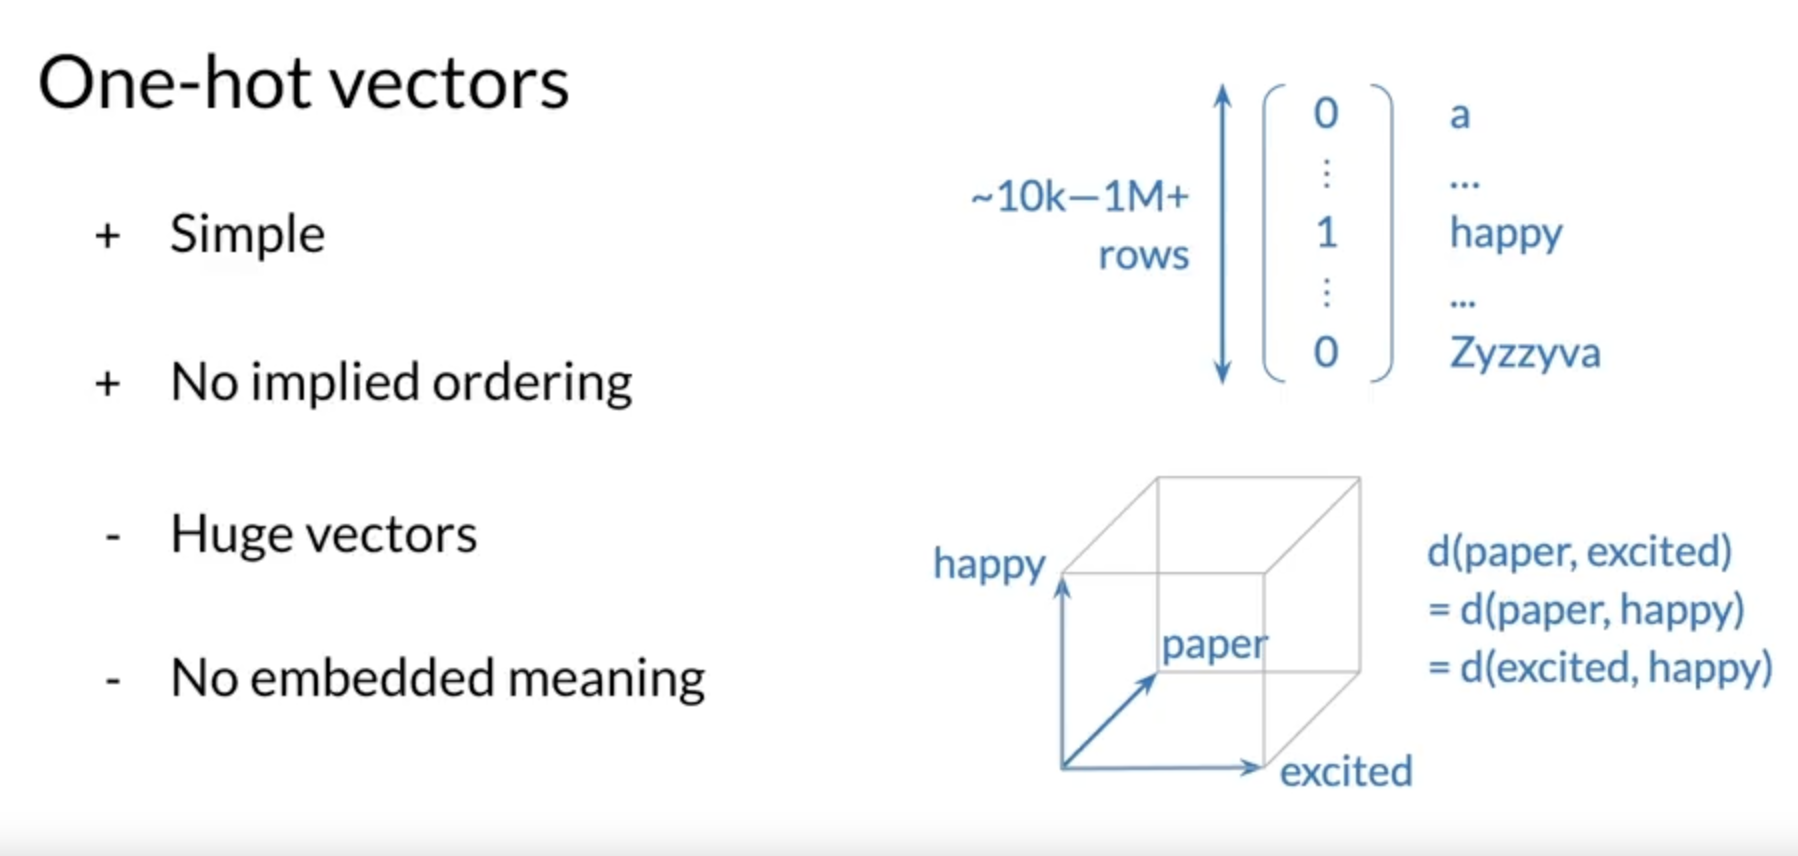 One-hot vectors
+ Simple
+ No implied ordering
- Huge vectors
- No embedded meaning
~10k—1M+
rows
0 a
⋮ ...
1 happy
⋮ ...
0 Zyzzyva
happy
paper
excited
d(paper, excited)
= d(paper, happy)
= d(excited, happy)